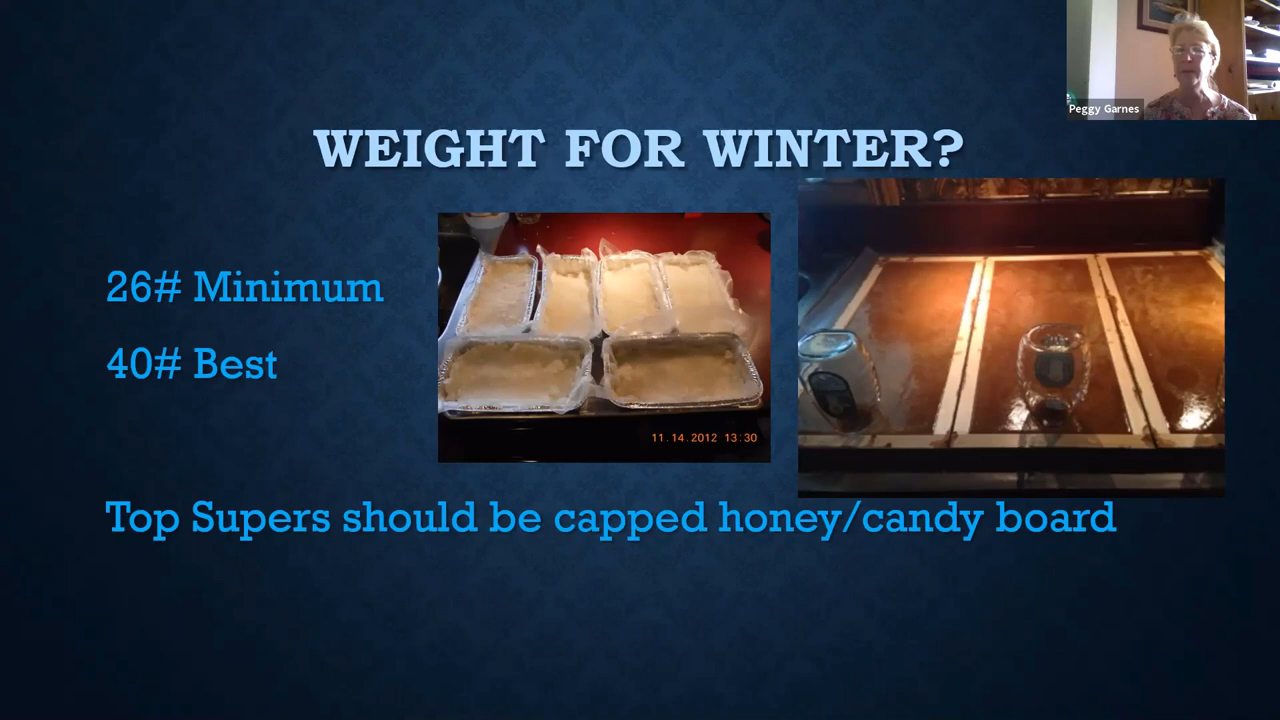 Peggy Garnes
WEIGHT FOR WINTER?
26# Minimum
40# Best
11.14.2012 13:30
Top Supers should be capped honey/candy board